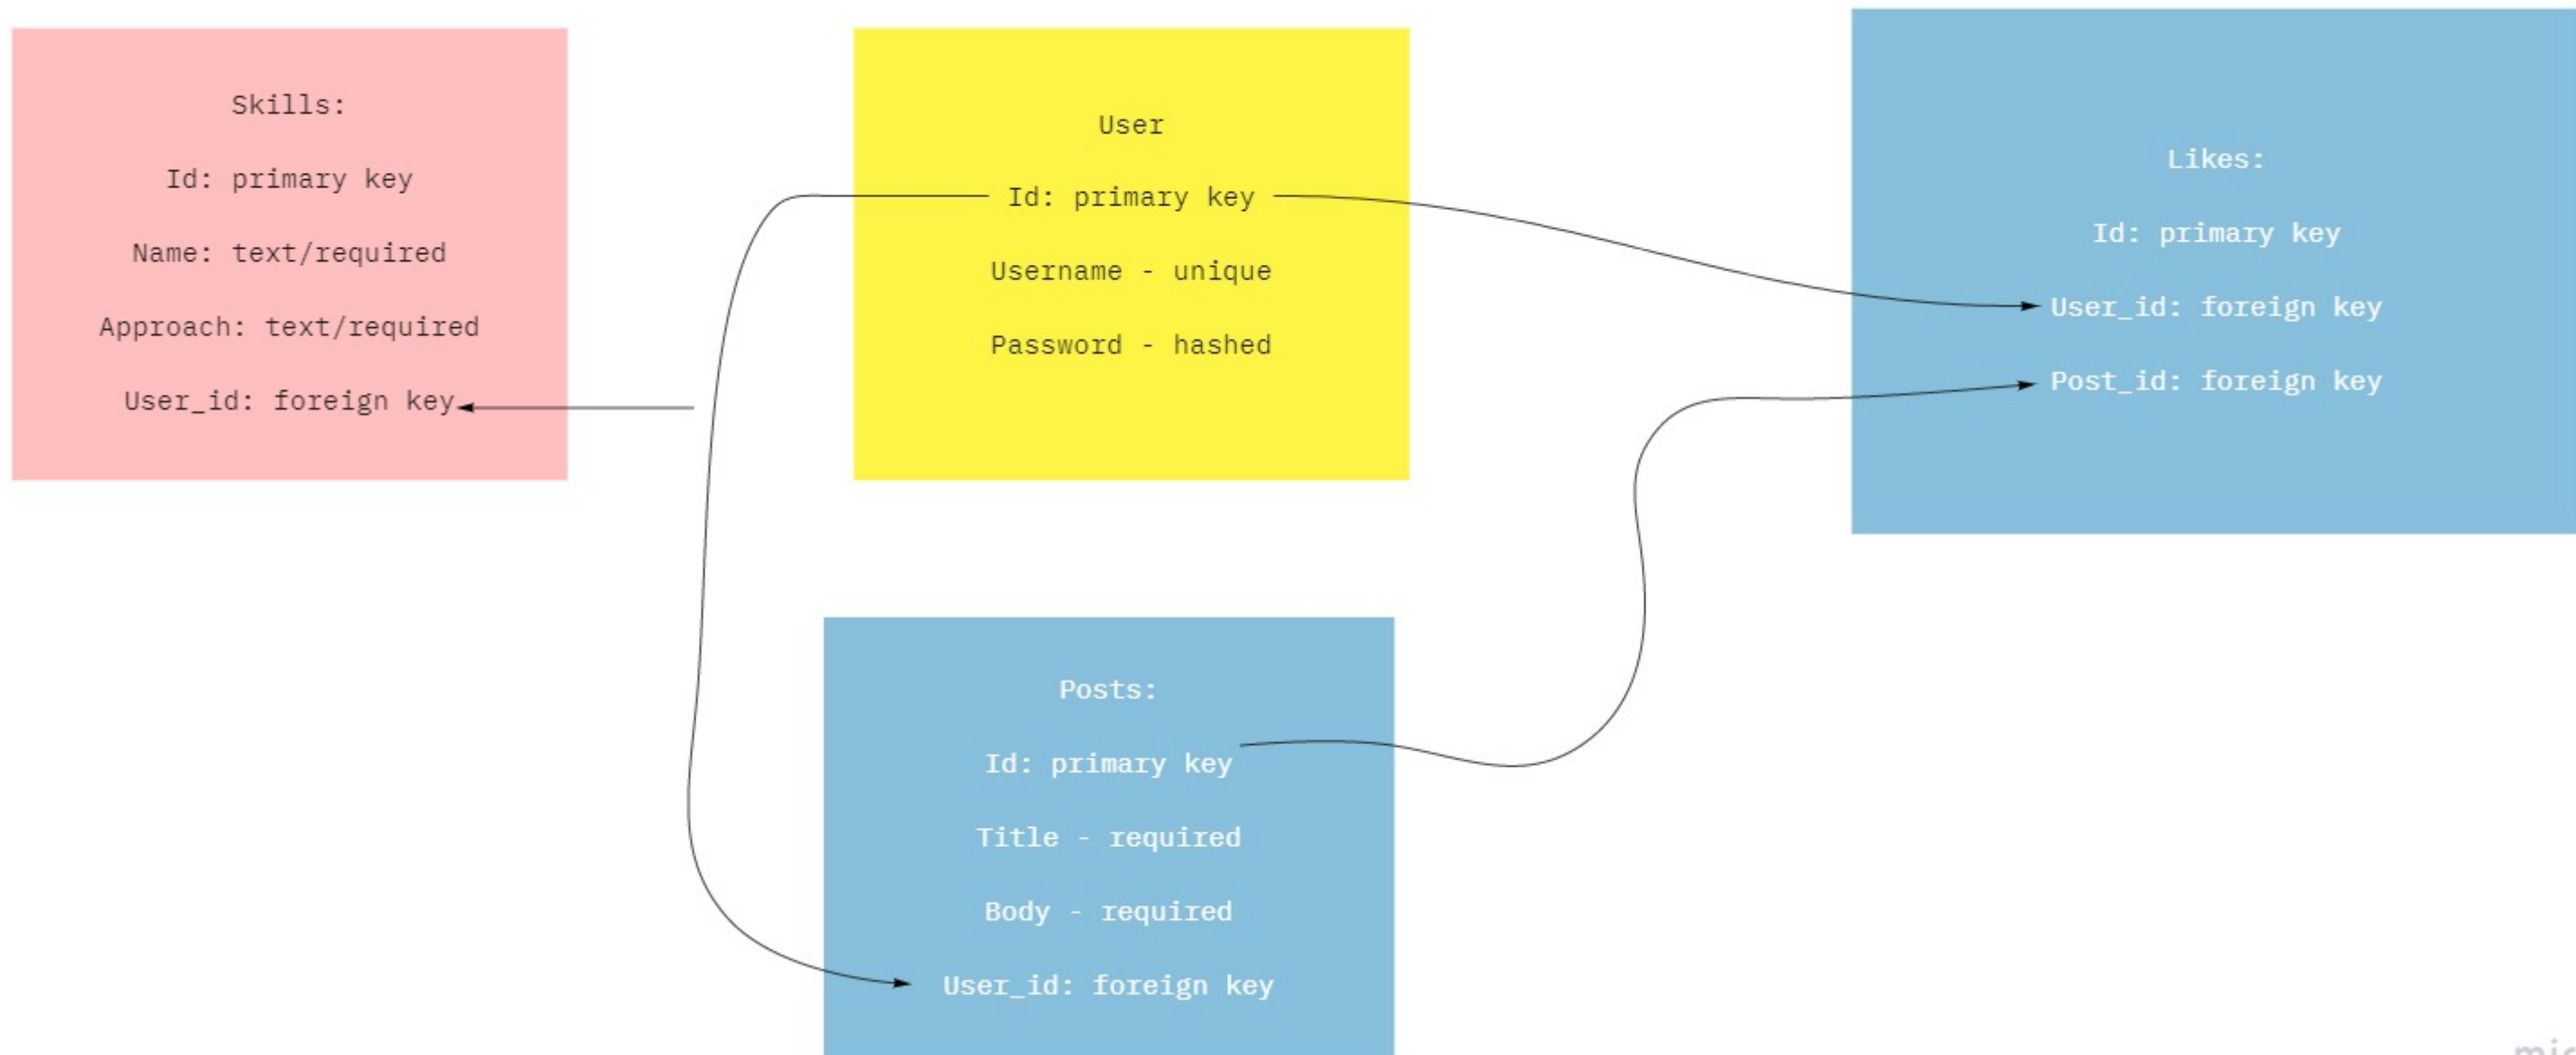 Skills:
Id: primary key
Name: text/required
Approach: text/required
User_id: foreign key
User
Id: primary key
Username - unique
Password - hashed
Likes:
Id: primary key
User_id: foreign key
Post_id: foreign key
Posts:
Id: primary key
Title - required
Body - required
User_id: foreign key